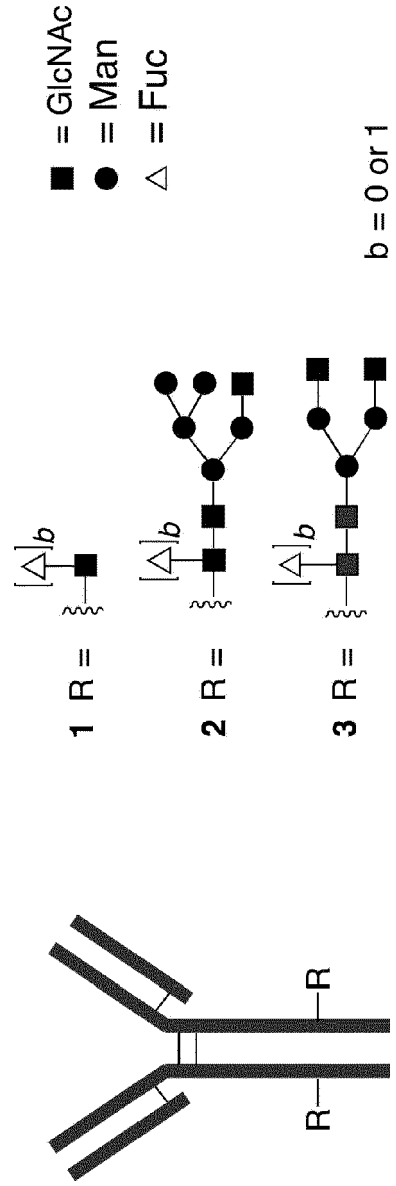 = GlcNAc
= Man
= Fuc
1 R =
[ ]b
2 R =
[ ]b
3 R =
[ ]b
b = 0 or 1
R
R